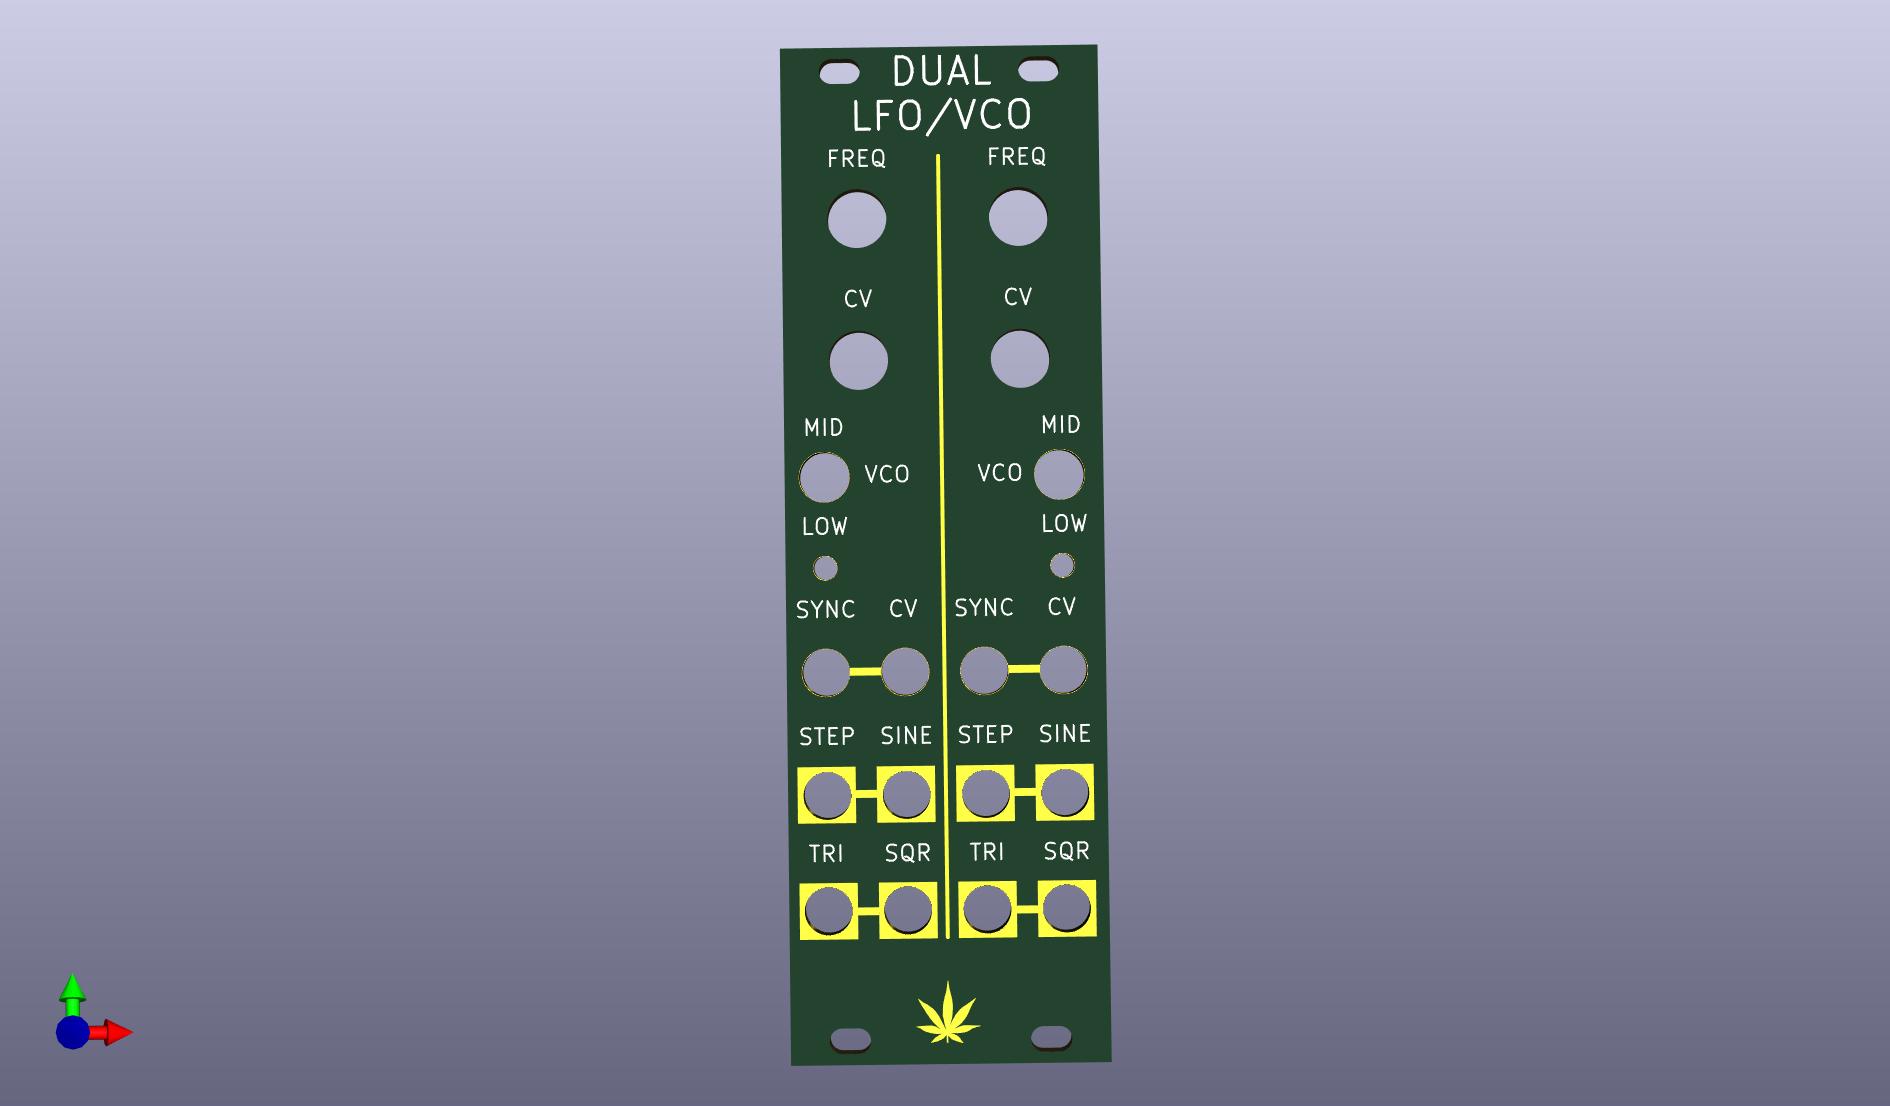 DUAL
LFO/VCO
FREQ FREQ
CV CV
MID MID
VCO VCO
LOW LOW
SYNC CV SYNC CV
STEP SINE STEP SINE
TRI SQR TRI SQR